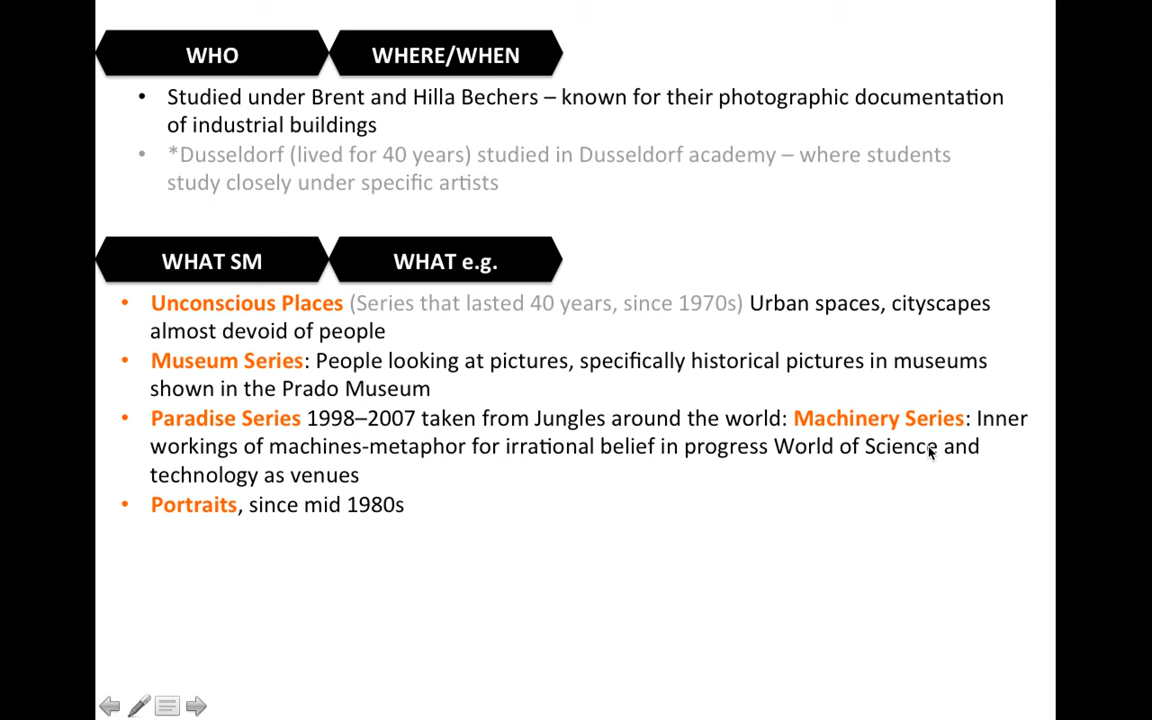 WHO WHERE/WHEN
• Studied under Brent and Hilla Bechers – known for their photographic documentation
of industrial buildings
• *Dusseldorf (lived for 40 years) studied in Dusseldorf academy – where students
study closely under specific artists
WHAT SM WHAT e.g.
• Unconscious Places (Series that lasted 40 years, since 1970s) Urban spaces, cityscapes
almost devoid of people
• Museum Series: People looking at pictures, specifically historical pictures in museums
shown in the Prado Museum
• Paradise Series 1998–2007 taken from Jungles around the world: Machinery Series: Inner
workings of machines-metaphor for irrational belief in progress World of Science and
technology as venues
• Portraits, since mid 1980s